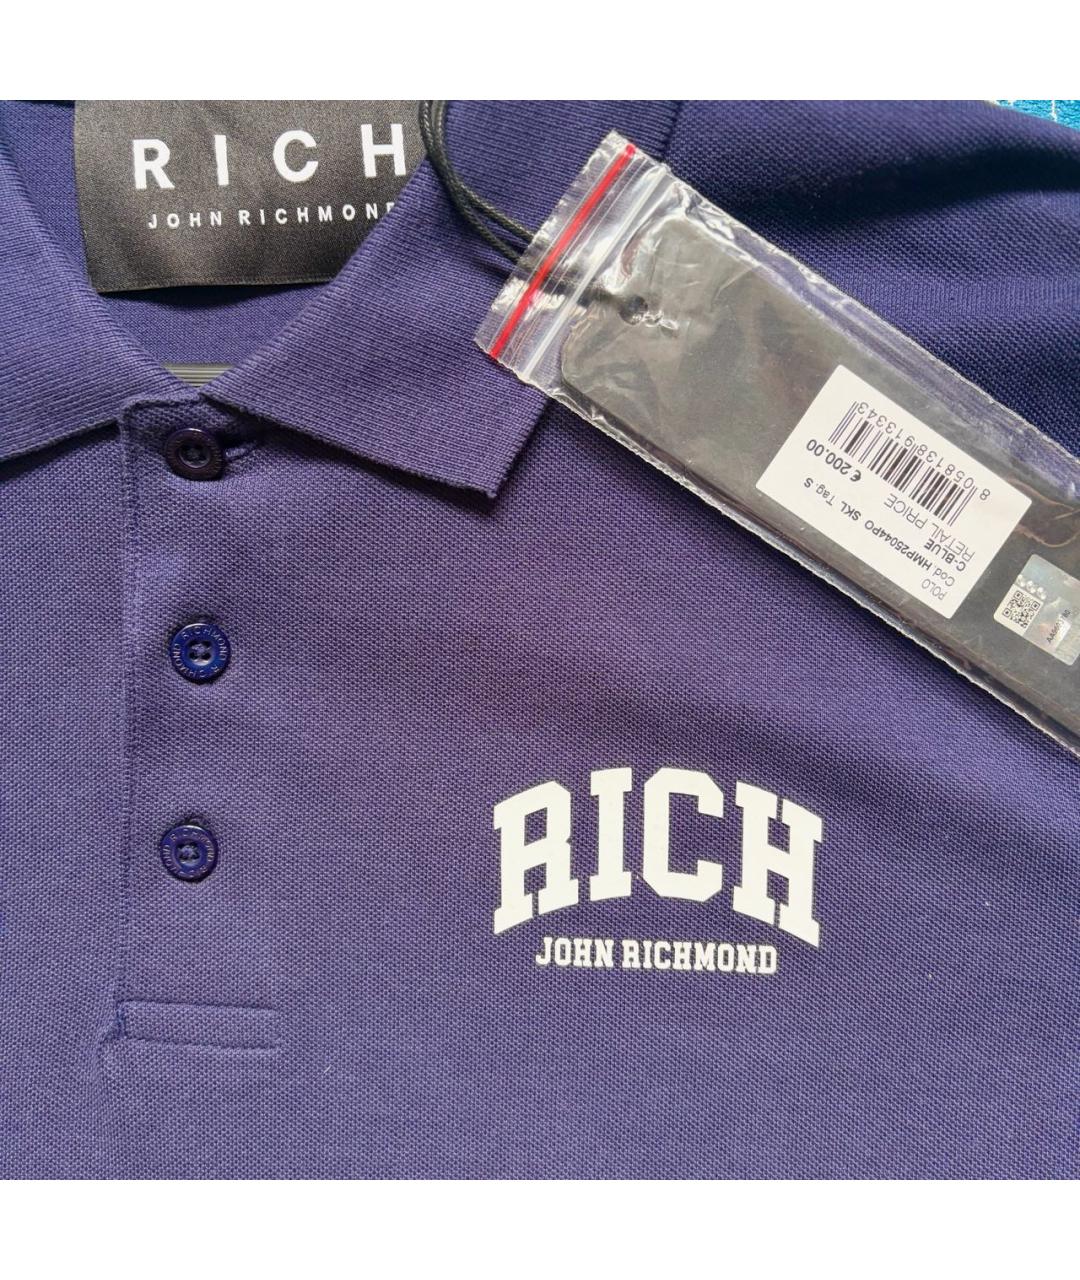 RICH
JOHN RICHMOND
POLO
Cod. HMP25044PO SKL Tag. S
C-BLUE
RETAIL PRICE € 200.00
8 058138 913343
RICHMOND
RICH
JOHN RICHMOND